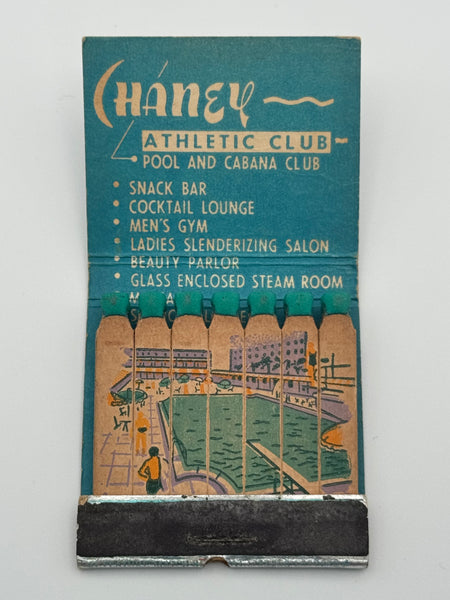 CHANEY
ATHLETIC CLUB
POOL AND CABANA CLUB
• SNACK BAR
• COCKTAIL LOUNGE
• MEN'S GYM
• LADIES SLENDERIZING SALON
• BEAUTY PARLOR
• GLASS ENCLOSED STEAM ROOM